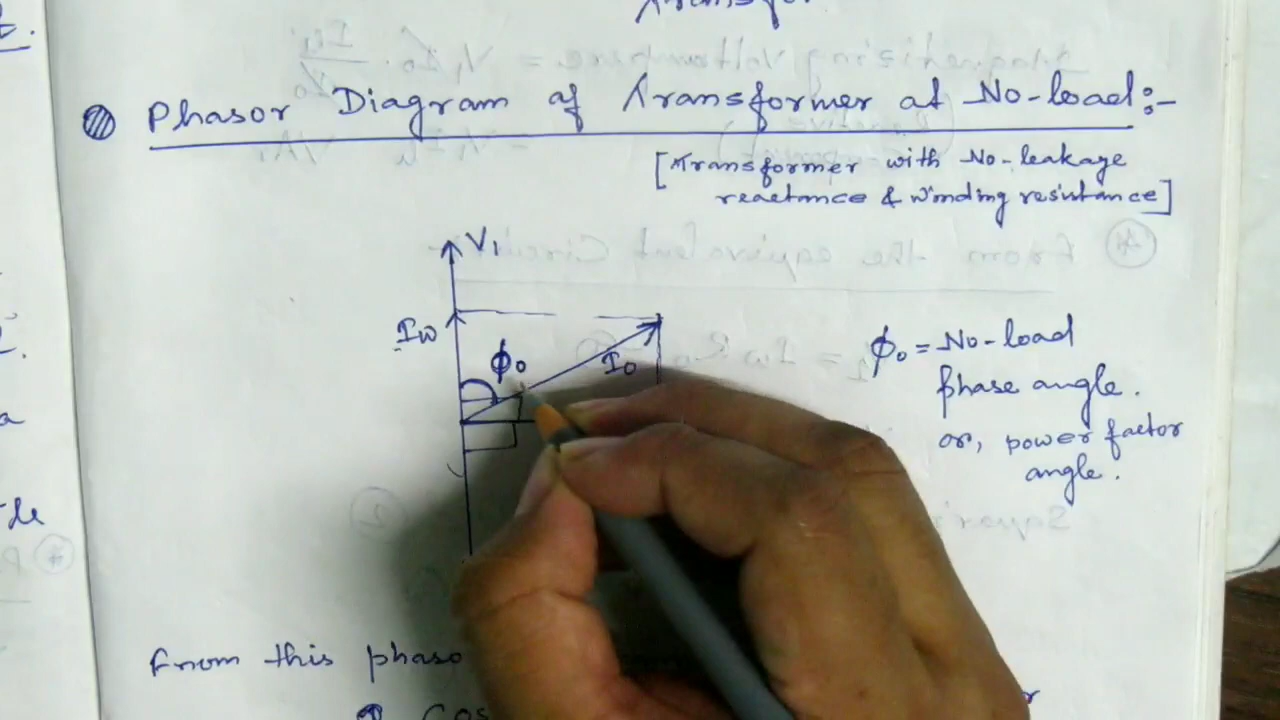 Phasor Diagram of Transformer at No-load:-
[Transformer with No-leakage
reactance & winding resistance]
V1
Iw
ϕ0
I0
ϕ0 = No-load
phase angle.
or, power factor
angle.
From this phaso
Cos